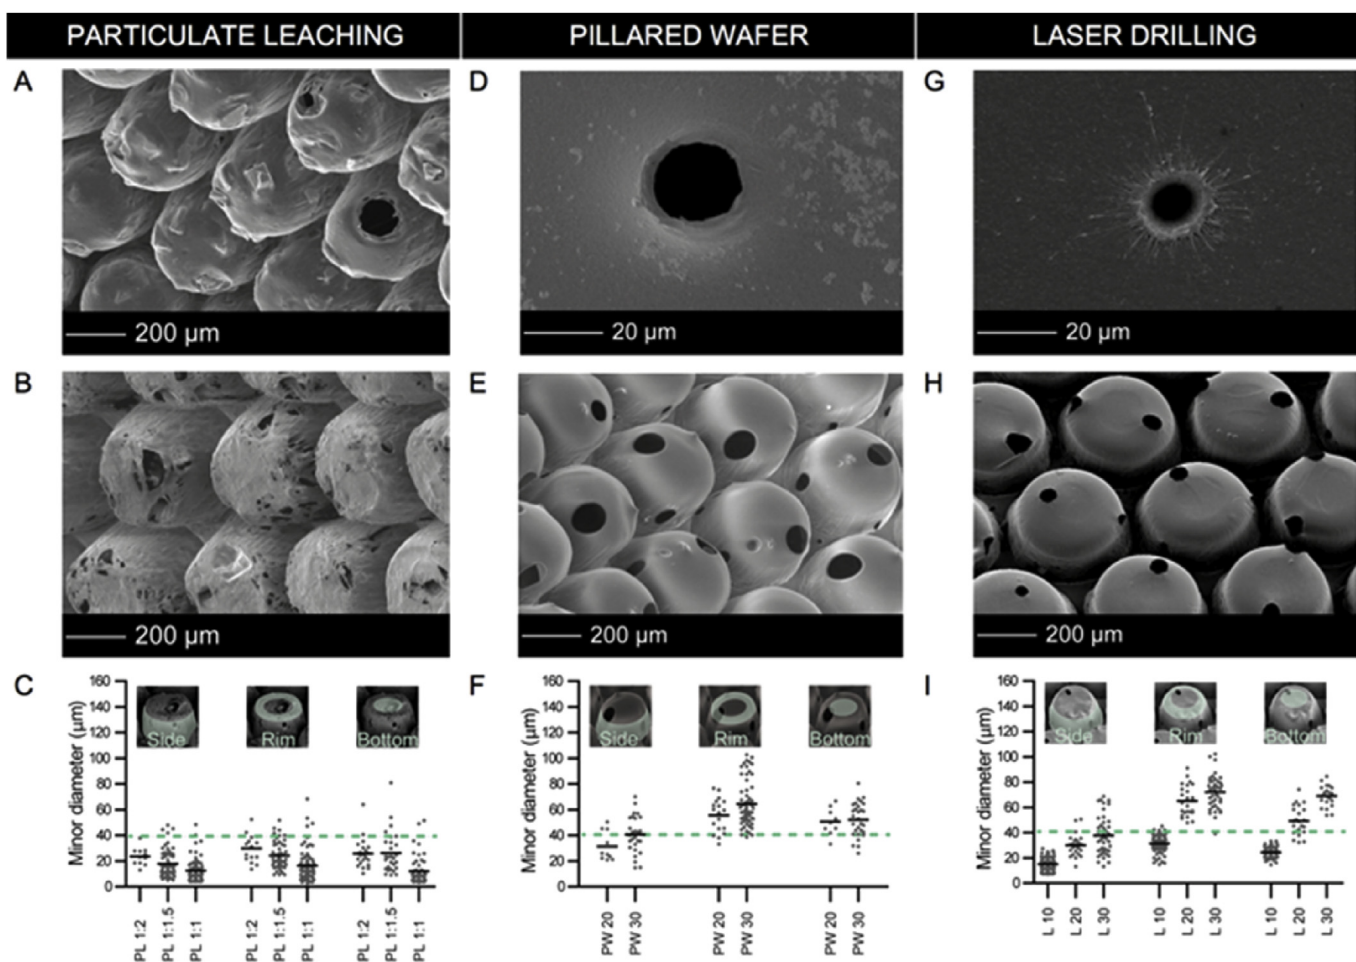 PARTICULATE LEACHING
PILLARED WAFER
LASER DRILLING
A
D
G
200 µm
20 µm
20 µm
B
E
H
200 µm
200 µm
200 µm
C
Minor diameter (µm)
160
140
120
100
80
60
40
20
0
Side
Rim
Bottom
PL 1:2
PL 1:1.5
PL 1:1
PL 1:2
PL 1:1.5
PL 1:1
PL 1:2
PL 1:1.5
PL 1:1
F
Minor diameter (µm)
160
140
120
100
80
60
40
20
0
Side
Rim
Bottom
PW 20
PW 30
PW 20
PW 30
PW 20
PW 30
I
Minor diameter (µm)
160
140
120
100
80
60
40
20
0
Side
Rim
Bottom
L 10
L 20
L 30
L 10
L 20
L 30
L 10
L 20
L 30